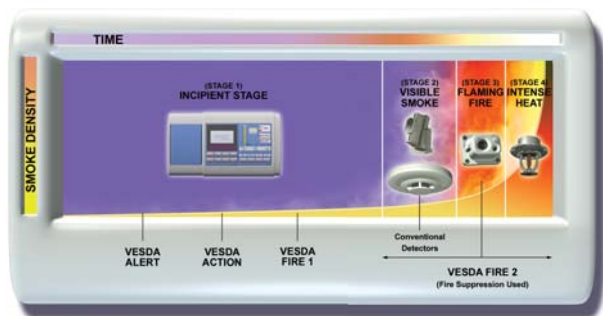 TIME
SMOKE DENSITY
(STAGE 1)
INCIPIENT STAGE
(STAGE 2)
VISIBLE
SMOKE
(STAGE 3)
FLAMING
FIRE
(STAGE 4)
INTENSE
HEAT
VESDA
ALERT
VESDA
ACTION
VESDA
FIRE 1
Conventional
Detectors
VESDA FIRE 2
(Fire Suppression Used)